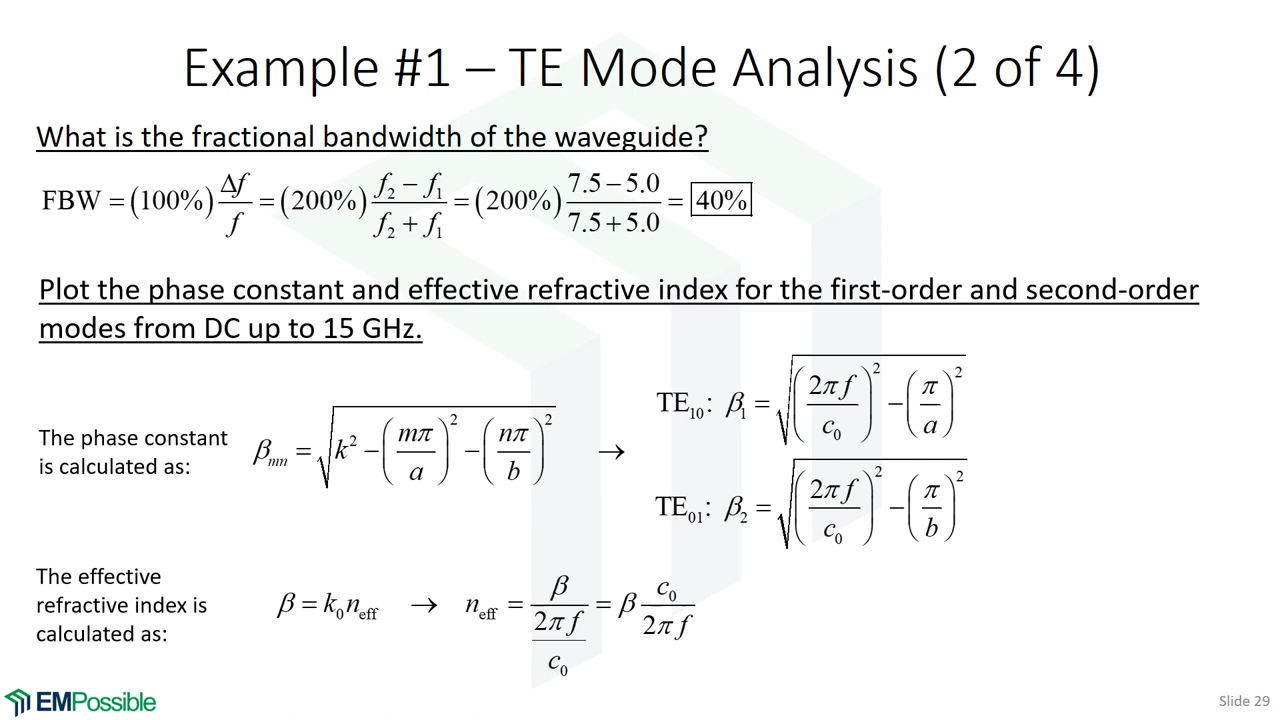 Example #1 – TE Mode Analysis (2 of 4)
What is the fractional bandwidth of the waveguide?
FBW = (100%) Δf/f = (200%) (f₂ − f₁)/(f₂ + f₁) = (200%) (7.5 − 5.0)/(7.5 + 5.0) = 40%
Plot the phase constant and effective refractive index for the first-order and second-order
modes from DC up to 15 GHz.
The phase constant
is calculated as:
βₘₙ = √(k² − (mπ/a)² − (nπ/b)²) →
TE₁₀: β₁ = √((2πf/c₀)² − (π/a)²)
TE₀₁: β₂ = √((2πf/c₀)² − (π/b)²)
The effective
refractive index is
calculated as:
β = k₀n_eff → n_eff = β/(2πf/c₀) = β c₀/(2πf)
EMPossible
Slide 29